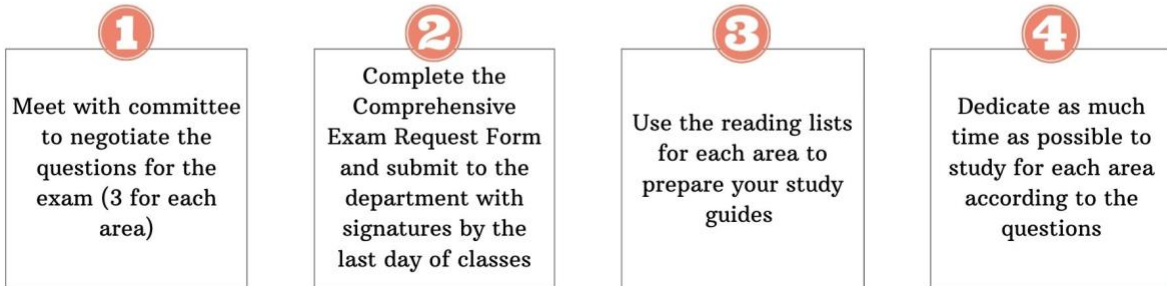 1
Meet with committee
to negotiate the
questions for the
exam (3 for each
area)
2
Complete the
Comprehensive
Exam Request Form
and submit to the
department with
signatures by the
last day of classes
3
Use the reading lists
for each area to
prepare your study
guides
4
Dedicate as much
time as possible to
study for each area
according to the
questions